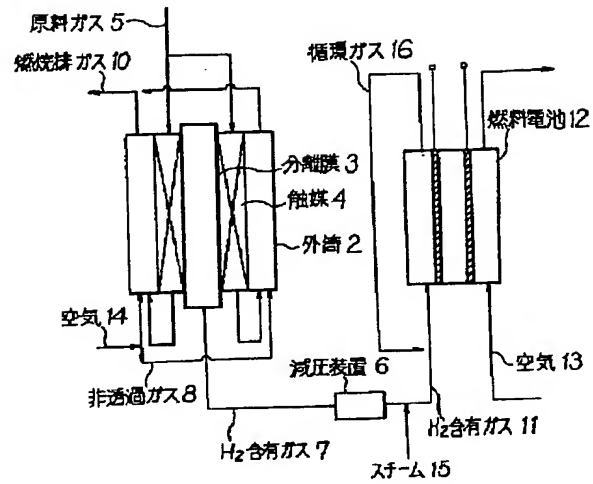 原料ガス 5
燃焼排ガス 10
循環ガス 16
燃料電池 12
分離膜 3
触媒 4
外筒 2
空気 14
非透過ガス 8
減圧装置 6
空気 13
H2含有ガス 7
H2含有ガス 11
スチーム 15